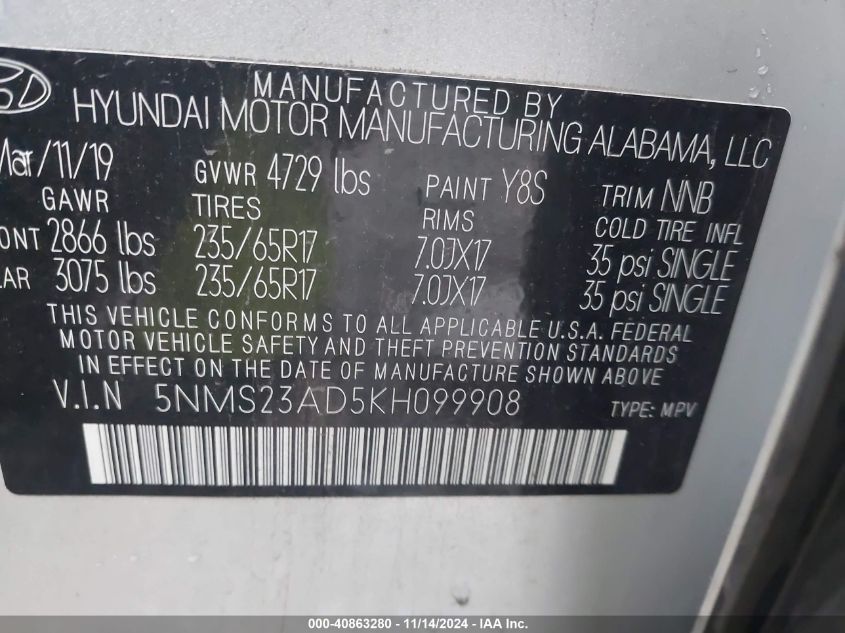 MANUFACTURED BY
HYUNDAI MOTOR MANUFACTURING ALABAMA, LLC
Mar/11/19 GVWR 4729 lbs PAINT Y8S TRIM NNB
GAWR TIRES RIMS COLD TIRE INFL
ONT 2866 lbs 235/65R17 7.0JX17 35 psi SINGLE
AR 3075 lbs 235/65R17 7.0JX17 35 psi SINGLE
THIS VEHICLE CONFORMS TO ALL APPLICABLE U.S.A. FEDERAL
MOTOR VEHICLE SAFETY AND THEFT PREVENTION STANDARDS
IN EFFECT ON THE DATE OF MANUFACTURE SHOWN ABOVE
V.I.N 5NMS23AD5KH099908 TYPE: MPV
000-40863280 - 11/14/2024 - IAA Inc.